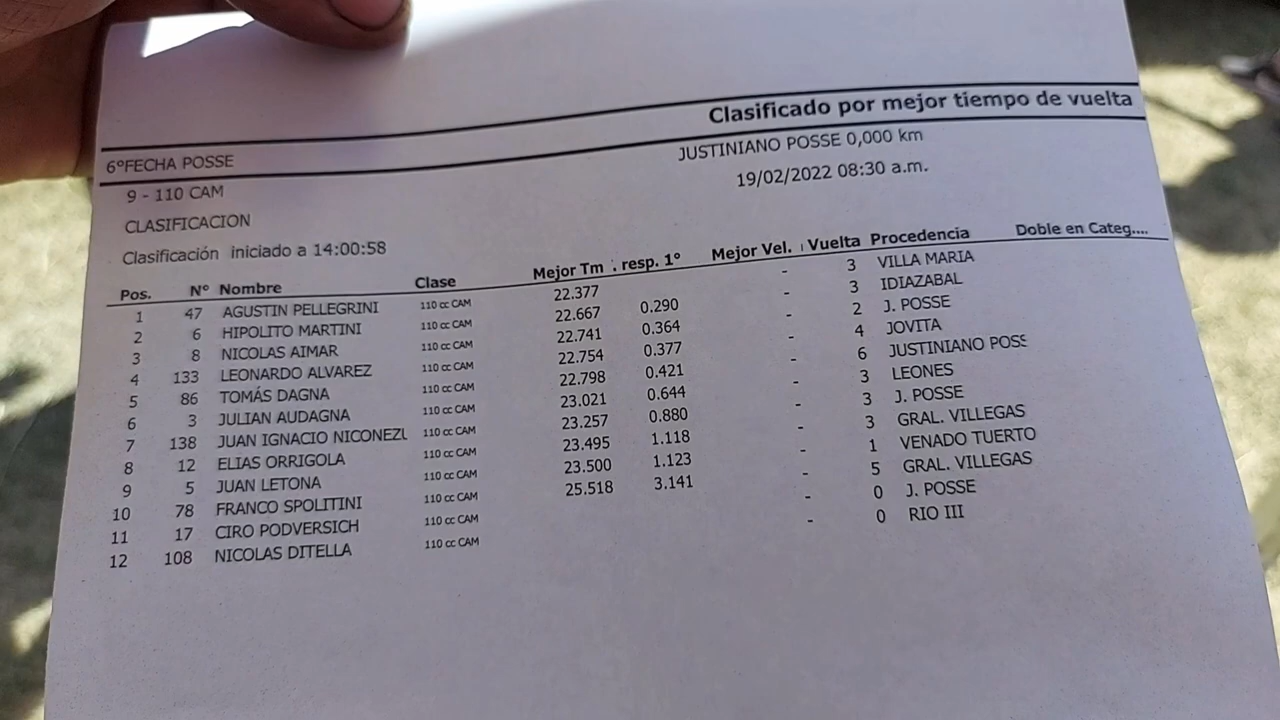 Clasificado por mejor tiempo de vuelta
6ºFECHA POSSE JUSTINIANO POSSE 0,000 km
9 - 110 CAM 19/02/2022 08:30 a.m.
CLASIFICACION
Clasificación iniciado a 14:00:58
Pos. Nº Nombre Clase Mejor Tm . resp. 1º Mejor Vel. Vuelta Procedencia Doble en Categ....
1 47 AGUSTIN PELLEGRINI 110 cc CAM 22.377 - 3 VILLA MARIA
2 6 HIPOLITO MARTINI 110 cc CAM 22.667 0.290 - 3 IDIAZABAL
3 8 NICOLAS AIMAR 110 cc CAM 22.741 0.364 - 2 J. POSSE
4 133 LEONARDO ALVAREZ 110 cc CAM 22.754 0.377 - 4 JOVITA
5 86 TOMÁS DAGNA 110 cc CAM 22.798 0.421 - 6 JUSTINIANO POSS
6 3 JULIAN AUDAGNA 110 cc CAM 23.021 0.644 - 3 LEONES
7 138 JUAN IGNACIO NICONEZL 110 cc CAM 23.257 0.880 - 3 J. POSSE
8 12 ELIAS ORRIGOLA 110 cc CAM 23.495 1.118 - 3 GRAL. VILLEGAS
9 5 JUAN LETONA 110 cc CAM 23.500 1.123 - 1 VENADO TUERTO
10 78 FRANCO SPOLITINI 110 cc CAM 25.518 3.141 - 5 GRAL. VILLEGAS
11 17 CIRO PODVERSICH 110 cc CAM - 0 J. POSSE
12 108 NICOLAS DITELLA 110 cc CAM - 0 RIO III